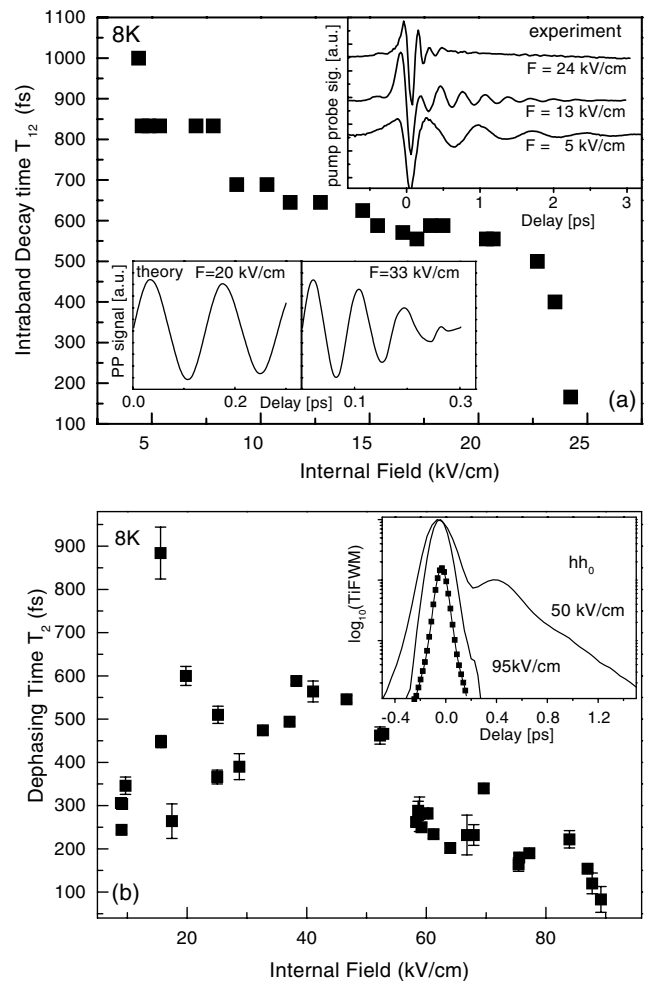 8K
1000
900
800
700
600
500
400
300
200
100
Intraband Decay time T12 (fs)
experiment
F = 24 kV/cm
F = 13 kV/cm
F = 5 kV/cm
pump probe sig. [a.u.]
0 1 2 3
Delay [ps]
theory F=20 kV/cm
F=33 kV/cm
PP signal [a.u.]
0.0 0.2 Delay [ps] 0.1 0.3
(a)
5 10 15 20 25
Internal Field (kV/cm)
8K
900
800
700
600
500
400
300
200
100
Dephasing Time T2 (fs)
hh0
50 kV/cm
95kV/cm
log10(TiFWM)
-0.4 0.0 0.4 1.2
Delay [ps]
(b)
20 40 60 80
Internal Field (kV/cm)